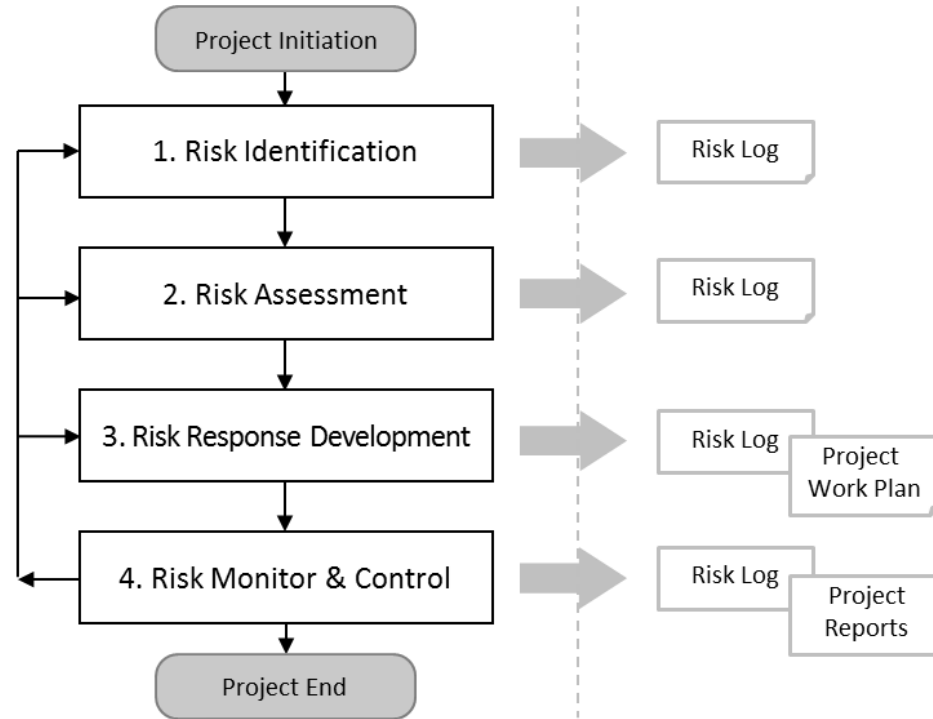 Project Initiation
1. Risk Identification
Risk Log
2. Risk Assessment
Risk Log
3. Risk Response Development
Risk Log
Project
Work Plan
4. Risk Monitor & Control
Risk Log
Project
Reports
Project End